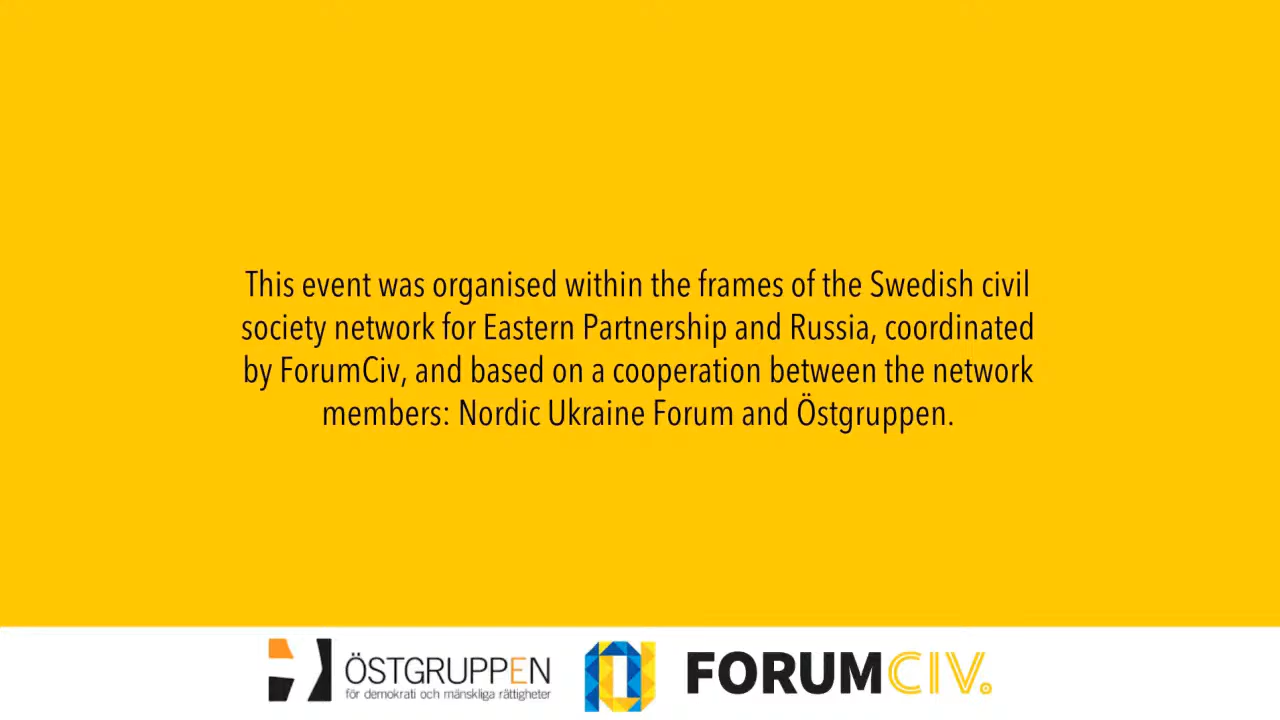 This event was organised within the frames of the Swedish civil
society network for Eastern Partnership and Russia, coordinated
by ForumCiv, and based on a cooperation between the network
members: Nordic Ukraine Forum and Östgruppen.
ÖSTGRUPPEN
för demokrati och mänskliga rättigheter
FORUMCIV.